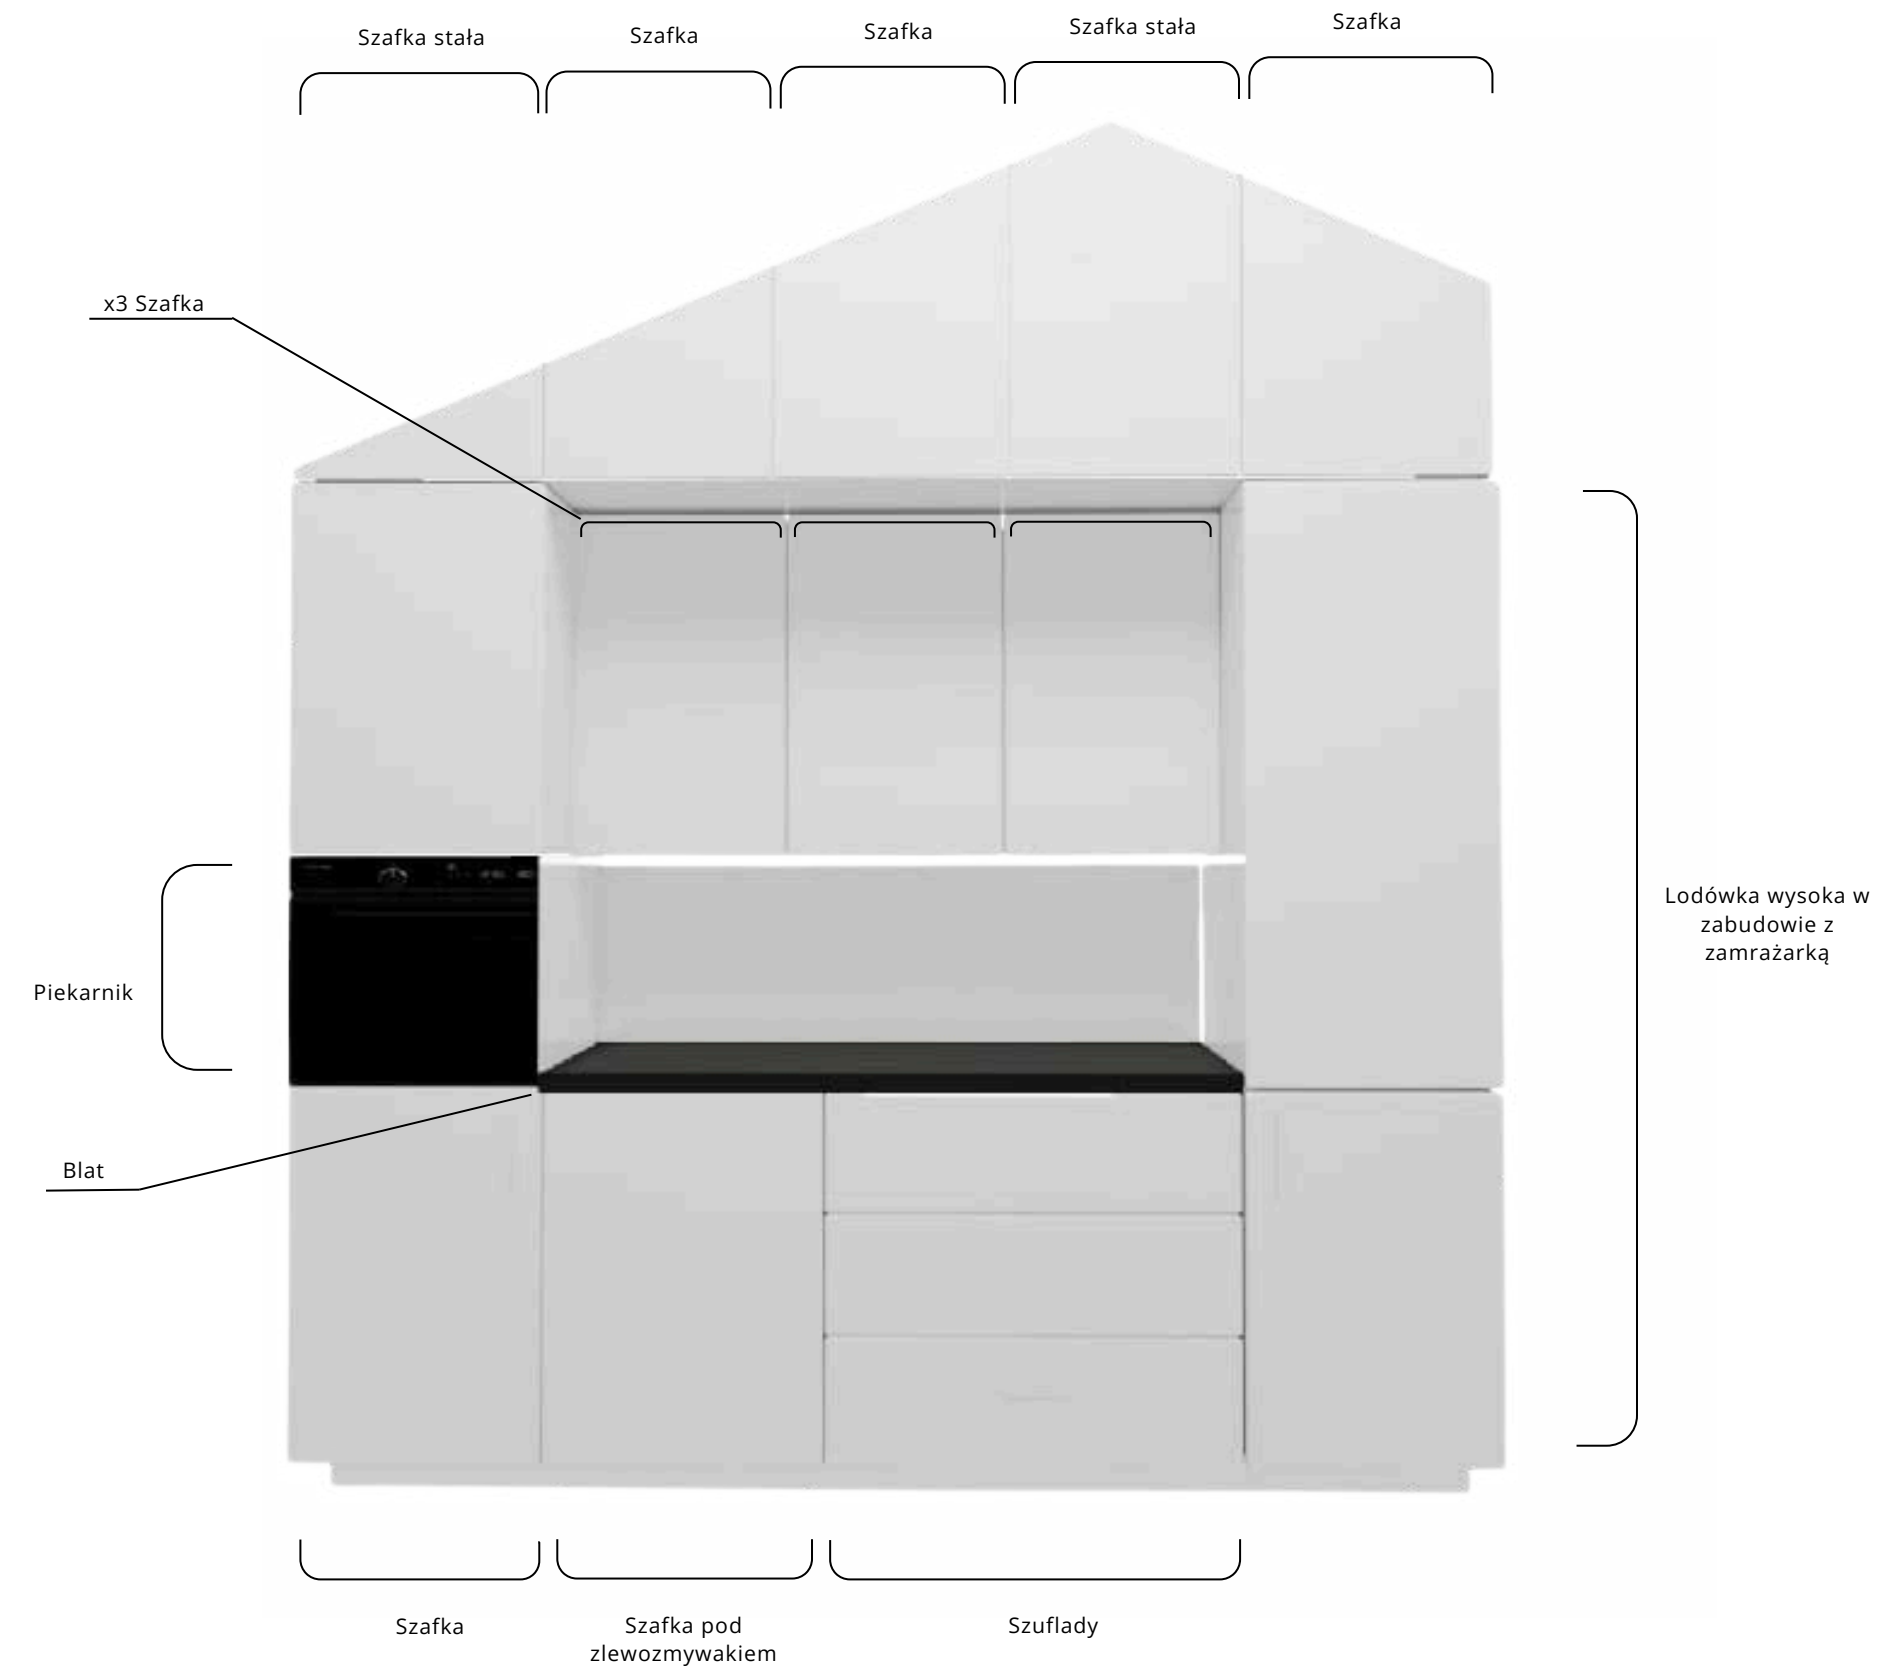 Szafka stała
Szafka
Szafka
Szafka stała
Szafka
x3 Szafka
Lodówka wysoka w
zabudowie z
zamrażarką
Piekarnik
Blat
Szafka
Szafka pod
zlewozmywakiem
Szuflady